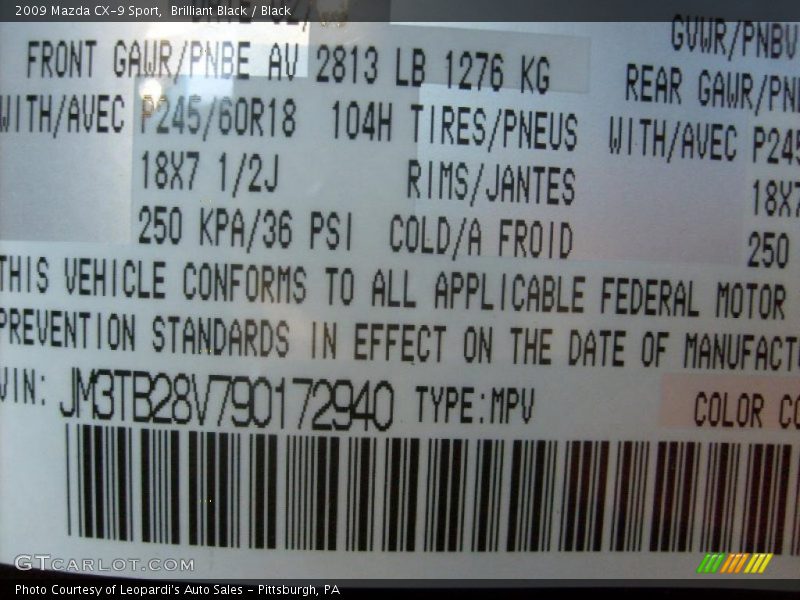 2009 Mazda CX-9 Sport, Brilliant Black / Black
GVWR/PNBV
FRONT GAWR/PNBE AV 2813 LB 1276 KG REAR GAWR/PNB
WITH/AVEC P245/60R18 104H TIRES/PNEUS WITH/AVEC P245
18X7 1/2J RIMS/JANTES 18X7
250 KPA/36 PSI COLD/A FROID 250
THIS VEHICLE CONFORMS TO ALL APPLICABLE FEDERAL MOTOR
PREVENTION STANDARDS IN EFFECT ON THE DATE OF MANUFACT
VIN: JM3TB28V790172940 TYPE:MPV COLOR CO
GTCARLOT.COM
Photo Courtesy of Leopardi's Auto Sales - Pittsburgh, PA